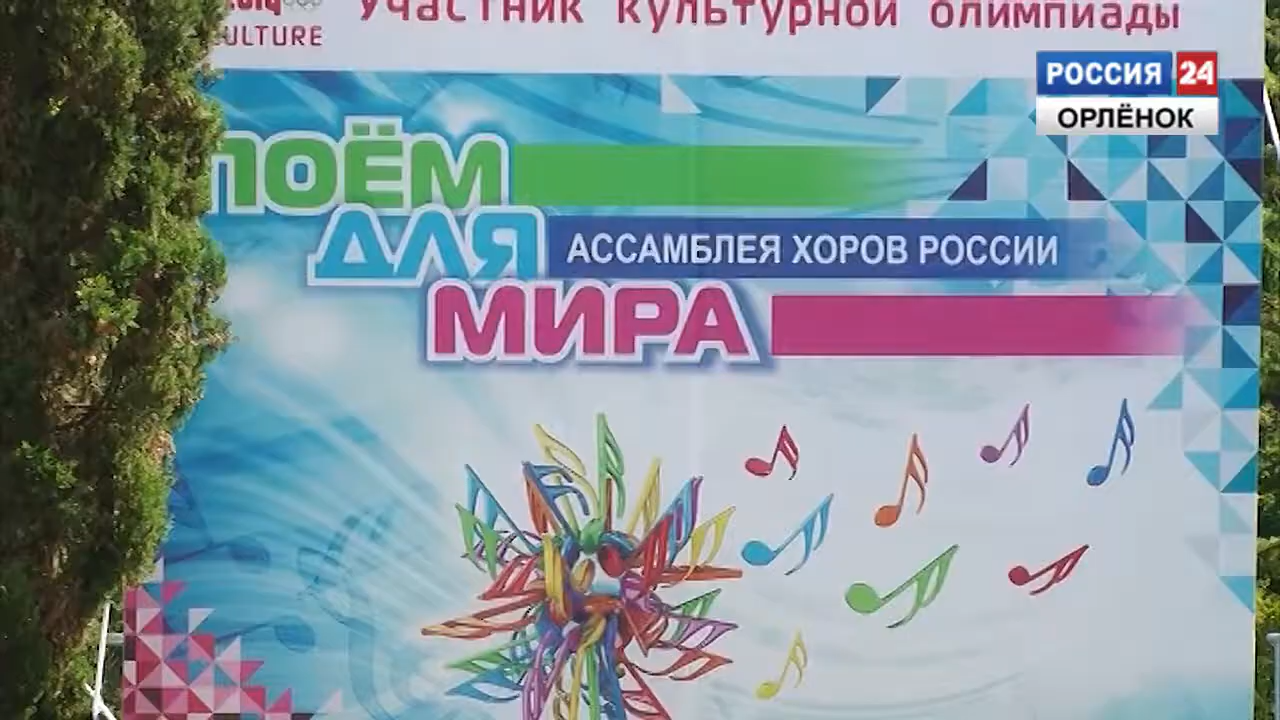 Участник культурной олимпиады
CULTURE
РОССИЯ 24
ОРЛЁНОК
ПОЁМ
ДЛЯ
АССАМБЛЕЯ ХОРОВ РОССИИ
МИРА